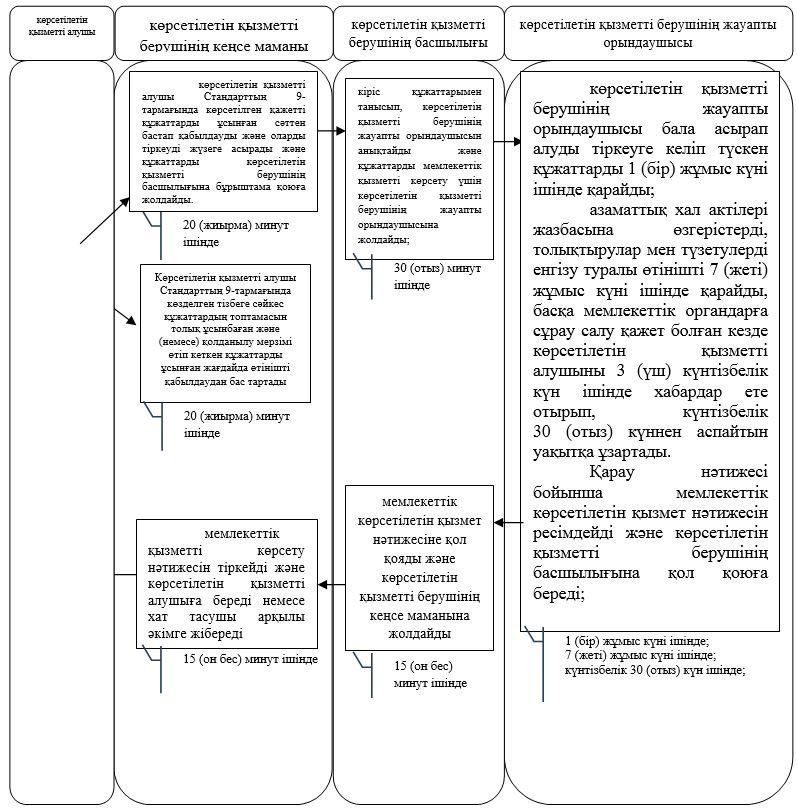 көрсетілетін
қызметті алушы
көрсетілетін қызметті
берушінің кеңсе маманы
көрсетілетін қызметті
берушінің басшылығы
көрсетілетін қызметті берушінің жауапты
орындаушысы
көрсетілетін қызметті
алушы Стандарттың 9-
тармағында көрсетілген қажетті
құжаттарды ұсынған сәттен
бастап қабылдауды және оларды
тіркеуді жүзеге асырады және
құжаттарды көрсетілетін
қызметті берушінің
басшылығына бұрыштама қоюға
жолдайды.
20 (жиырма) минут
ішінде
Көрсетілетін қызметті алушы
Стандарттың 9-тармағында
көзделген тізбеге сәйкес
құжаттардың топтамасын
толық ұсынбаған және
(немесе) қолданылу мерзімі
өтіп кеткен құжаттарды
ұсынған жағдайда өтінішті
қабылдаудан бас тартады
20 (жиырма) минут
ішінде
кіріс құжаттарымен
танысып, көрсетілетін
қызметті берушінің
жауапты орындаушысын
анықтайды және
құжаттарды мемлекеттік
қызметті көрсету үшін
көрсетілетін қызметті
берушінің жауапты
орындаушысына
жолдайды;
30 (отыз) минут
ішінде
көрсетілетін қызметті
берушінің жауапты
орындаушысы бала асырап
алуды тіркеуге келіп түскен
құжаттарды 1 (бір) жұмыс күні
ішінде қарайды;
азаматтық хал актілері
жазбасына өзгерістерді,
толықтырулар мен түзетулерді
енгізу туралы өтінішті 7 (жеті)
жұмыс күні ішінде қарайды,
басқа мемлекеттік органдарға
сұрау салу қажет болған кезде
көрсетілетін қызметті
алушыны 3 (үш) күнтізбелік
күн ішінде хабардар ете
отырып, күнтізбелік
30 (отыз) күннен аспайтын
уақытқа ұзартады.
Қарау нәтижесі
бойынша мемлекеттік
көрсетілетін қызмет нәтижесін
ресімдейді және көрсетілетін
қызметті берушінің
басшылығына қол қоюға
береді;
1 (бір) жұмыс күні ішінде;
7 (жеті) жұмыс күні ішінде;
күнтізбелік 30 (отыз) күн ішінде;
мемлекеттік
көрсетілетін қызмет
нәтижесіне қол
қояды және
көрсетілетін
қызметті берушінің
кеңсе маманына
жолдайды
15 (он бес)
минут ішінде
мемлекеттік
қызметті көрсету
нәтижесін тіркейді және
көрсетілетін қызметті
алушыға береді немесе
хат тасушы арқылы
әкімге жібереді
15 (он бес) минут ішінде